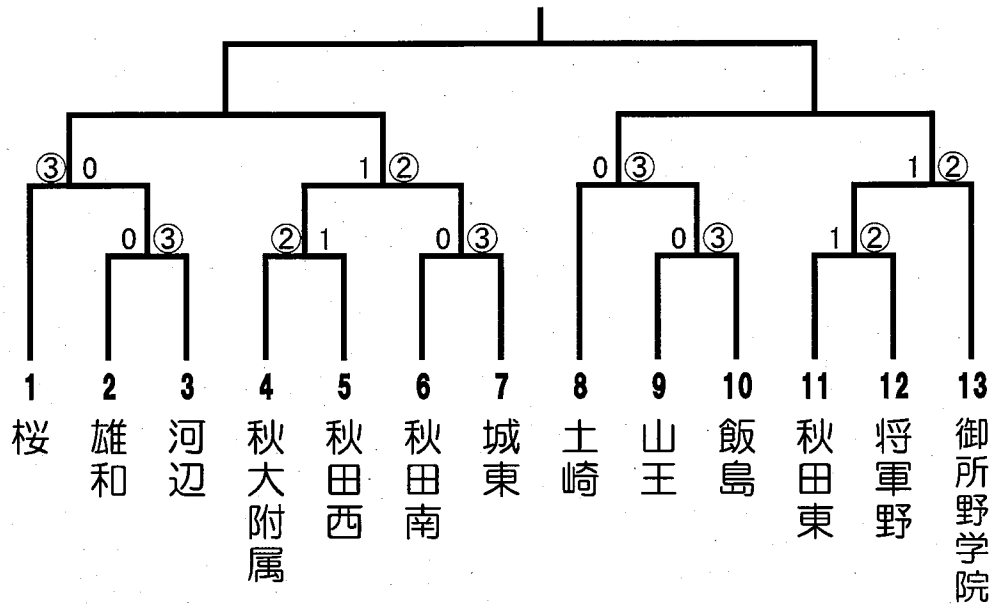 ③ 0 1 ② 0 ③ 1 ②
0 ③ ② 1 0 ③ 0 ③ 1 ②
1 2 3 4 5 6 7 8 9 10 11 12 13
桜
雄和
河辺
秋大附属
秋田西
秋田南
城東
土崎
山王
飯島
秋田東
将軍野
御所野学院